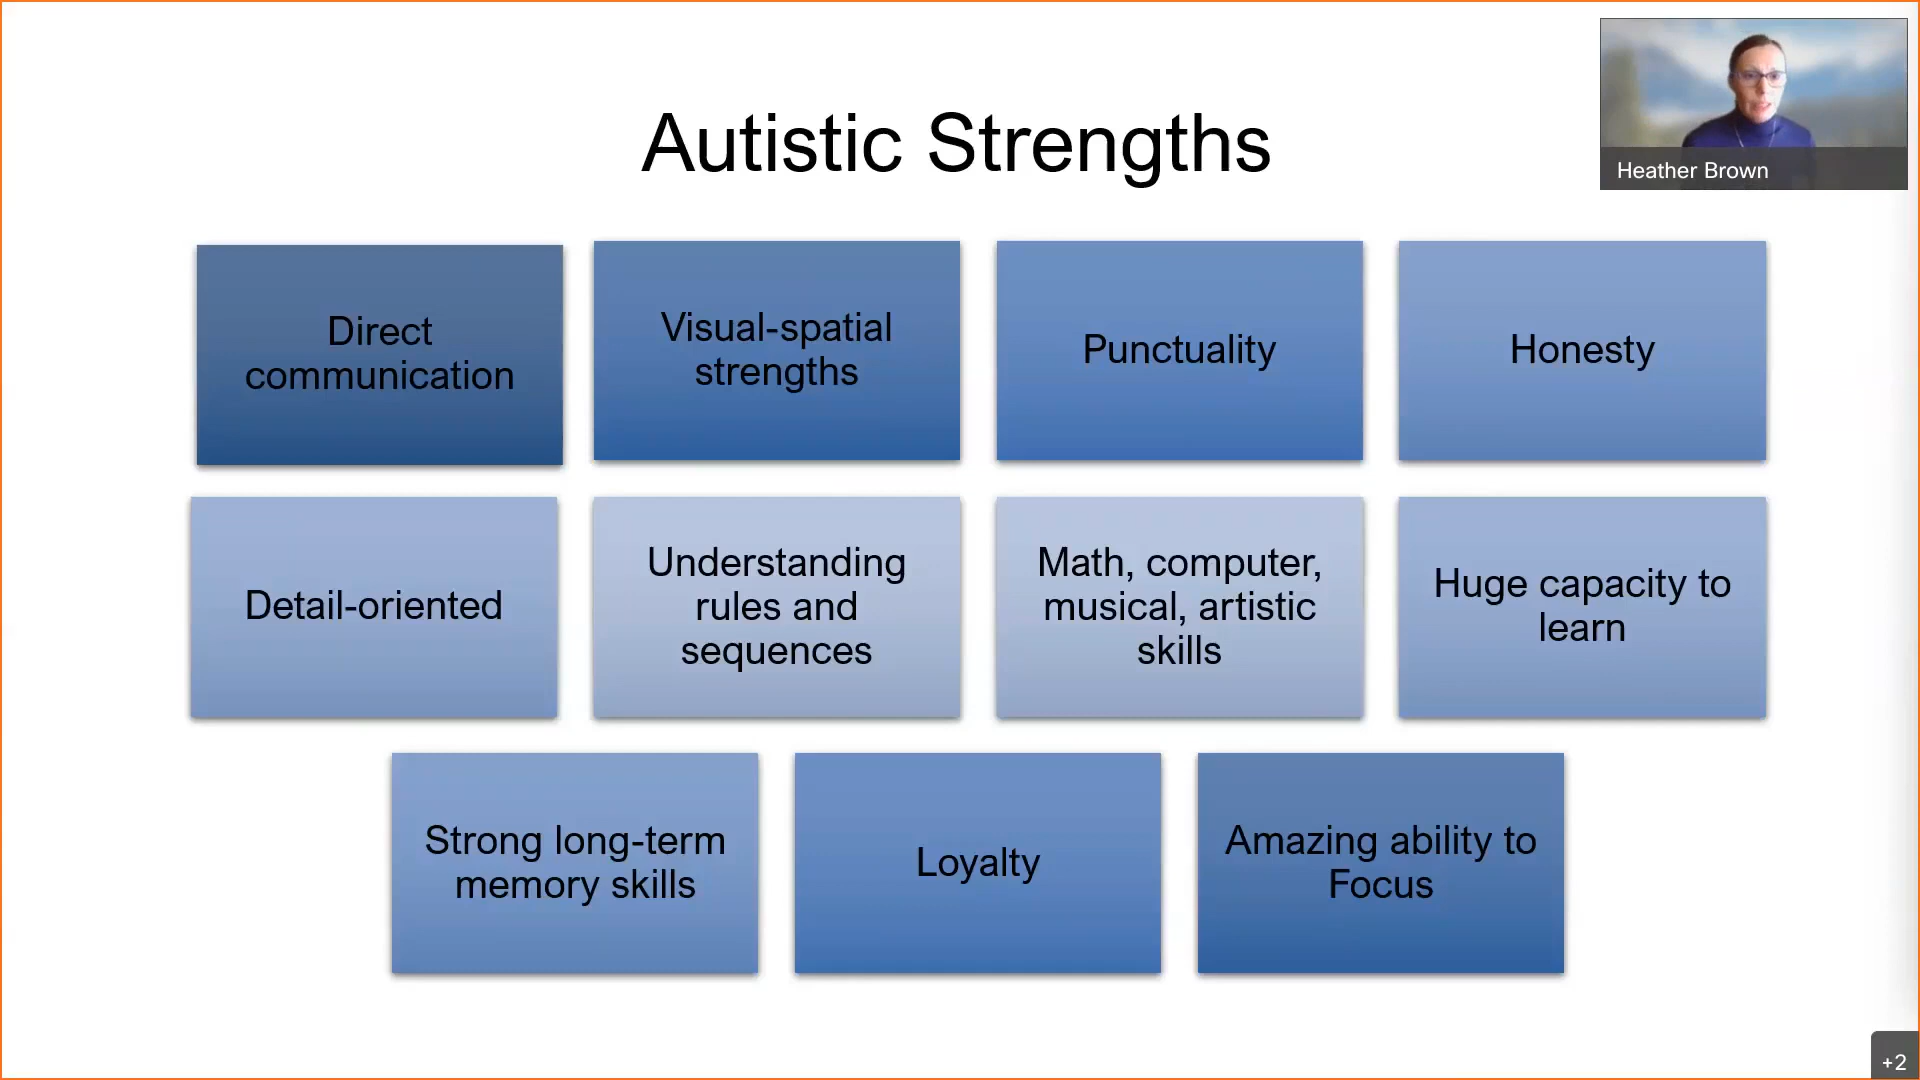 Autistic Strengths
Heather Brown
Direct
communication
Visual-spatial
strengths
Punctuality
Honesty
Detail-oriented
Understanding
rules and
sequences
Math, computer,
musical, artistic
skills
Huge capacity to
learn
Strong long-term
memory skills
Loyalty
Amazing ability to
Focus
+2